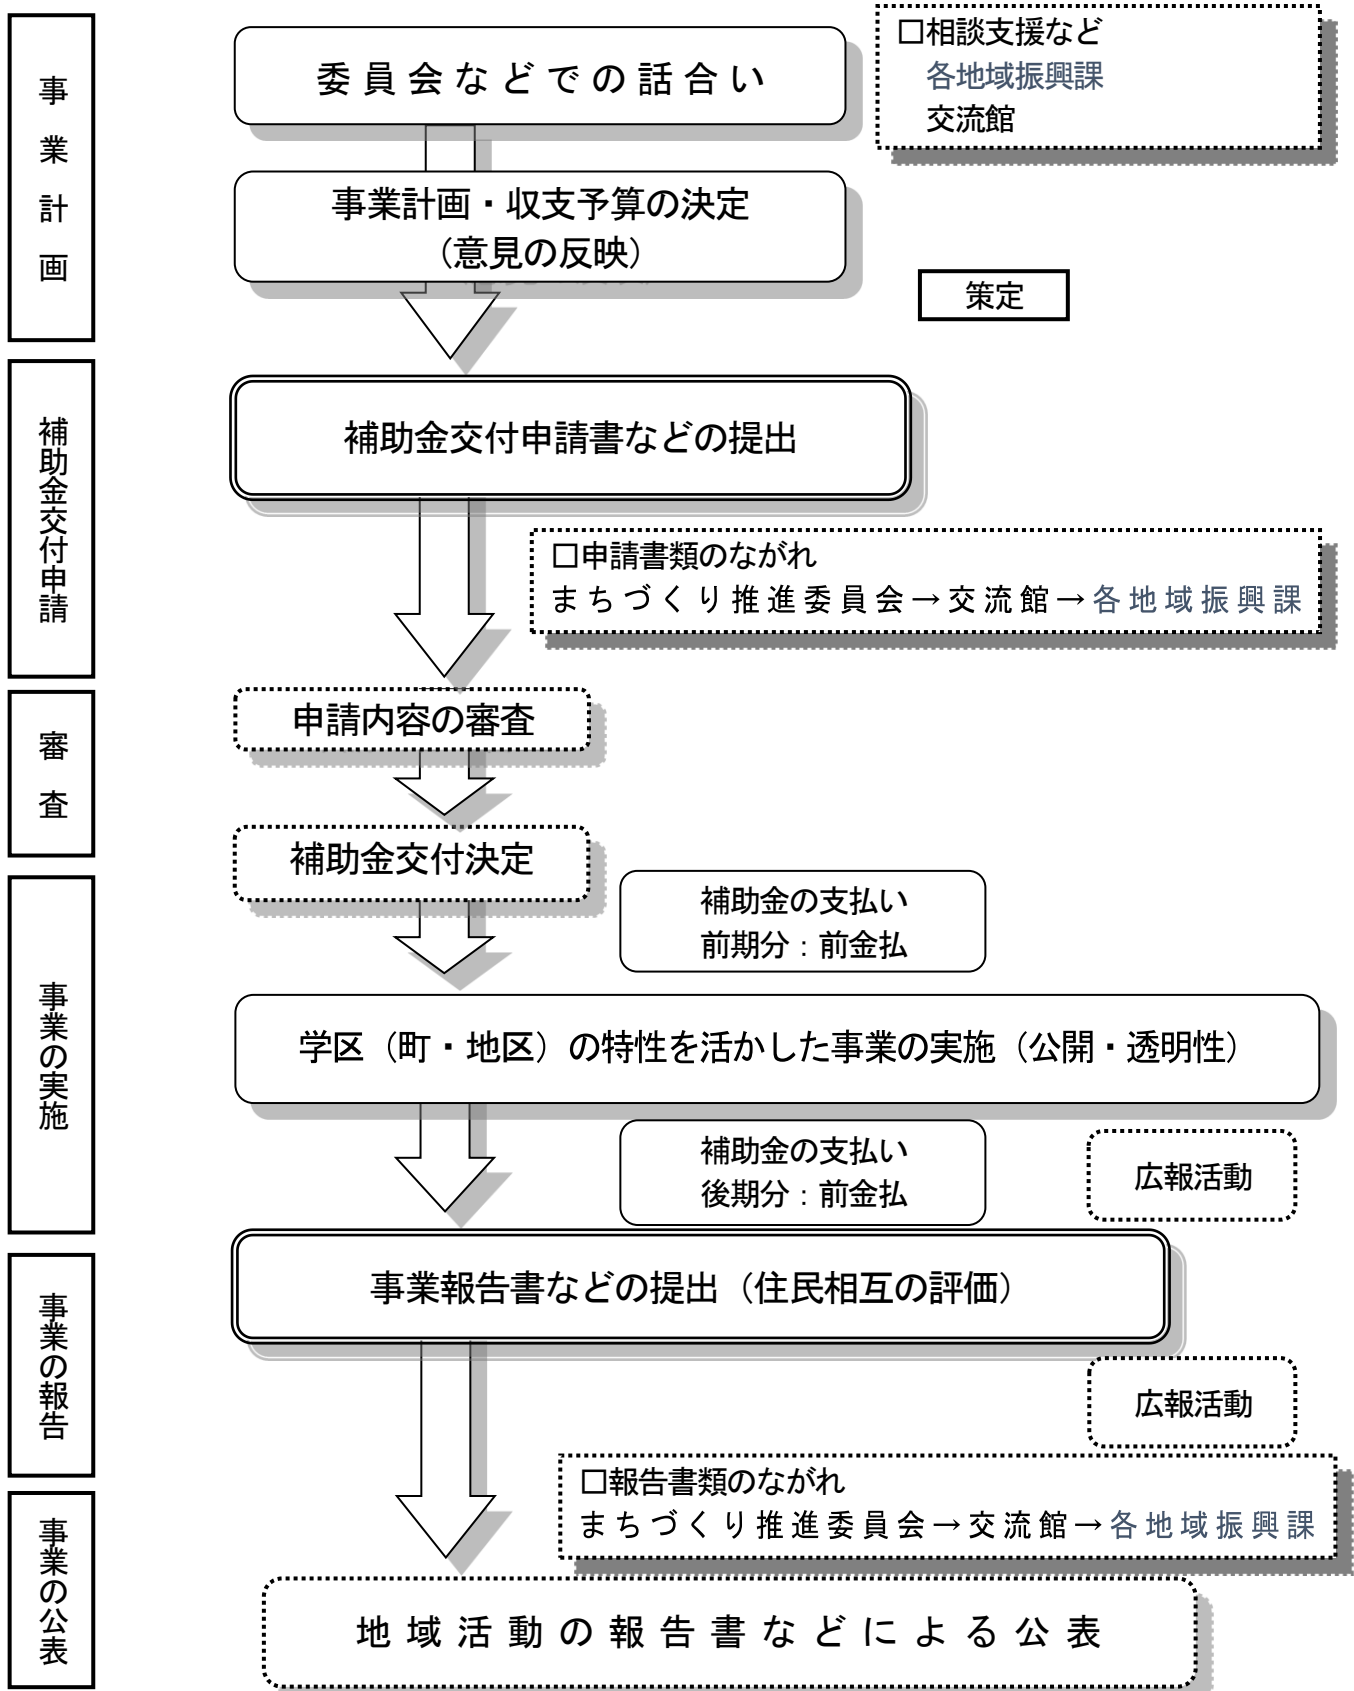 事業計画
委員会などでの話合い
□相談支援など
各地域振興課
交流館
事業計画・収支予算の決定
（意見の反映）
策定
補助金交付申請
補助金交付申請書などの提出
□申請書類のながれ
まちづくり推進委員会→交流館→各地域振興課
審査
申請内容の審査
補助金交付決定
事業の実施
補助金の支払い
前期分：前金払
学区（町・地区）の特性を活かした事業の実施（公開・透明性）
補助金の支払い
後期分：前金払
広報活動
事業の報告
事業報告書などの提出（住民相互の評価）
広報活動
□報告書類のながれ
まちづくり推進委員会→交流館→各地域振興課
事業の公表
地域活動の報告書などによる公表